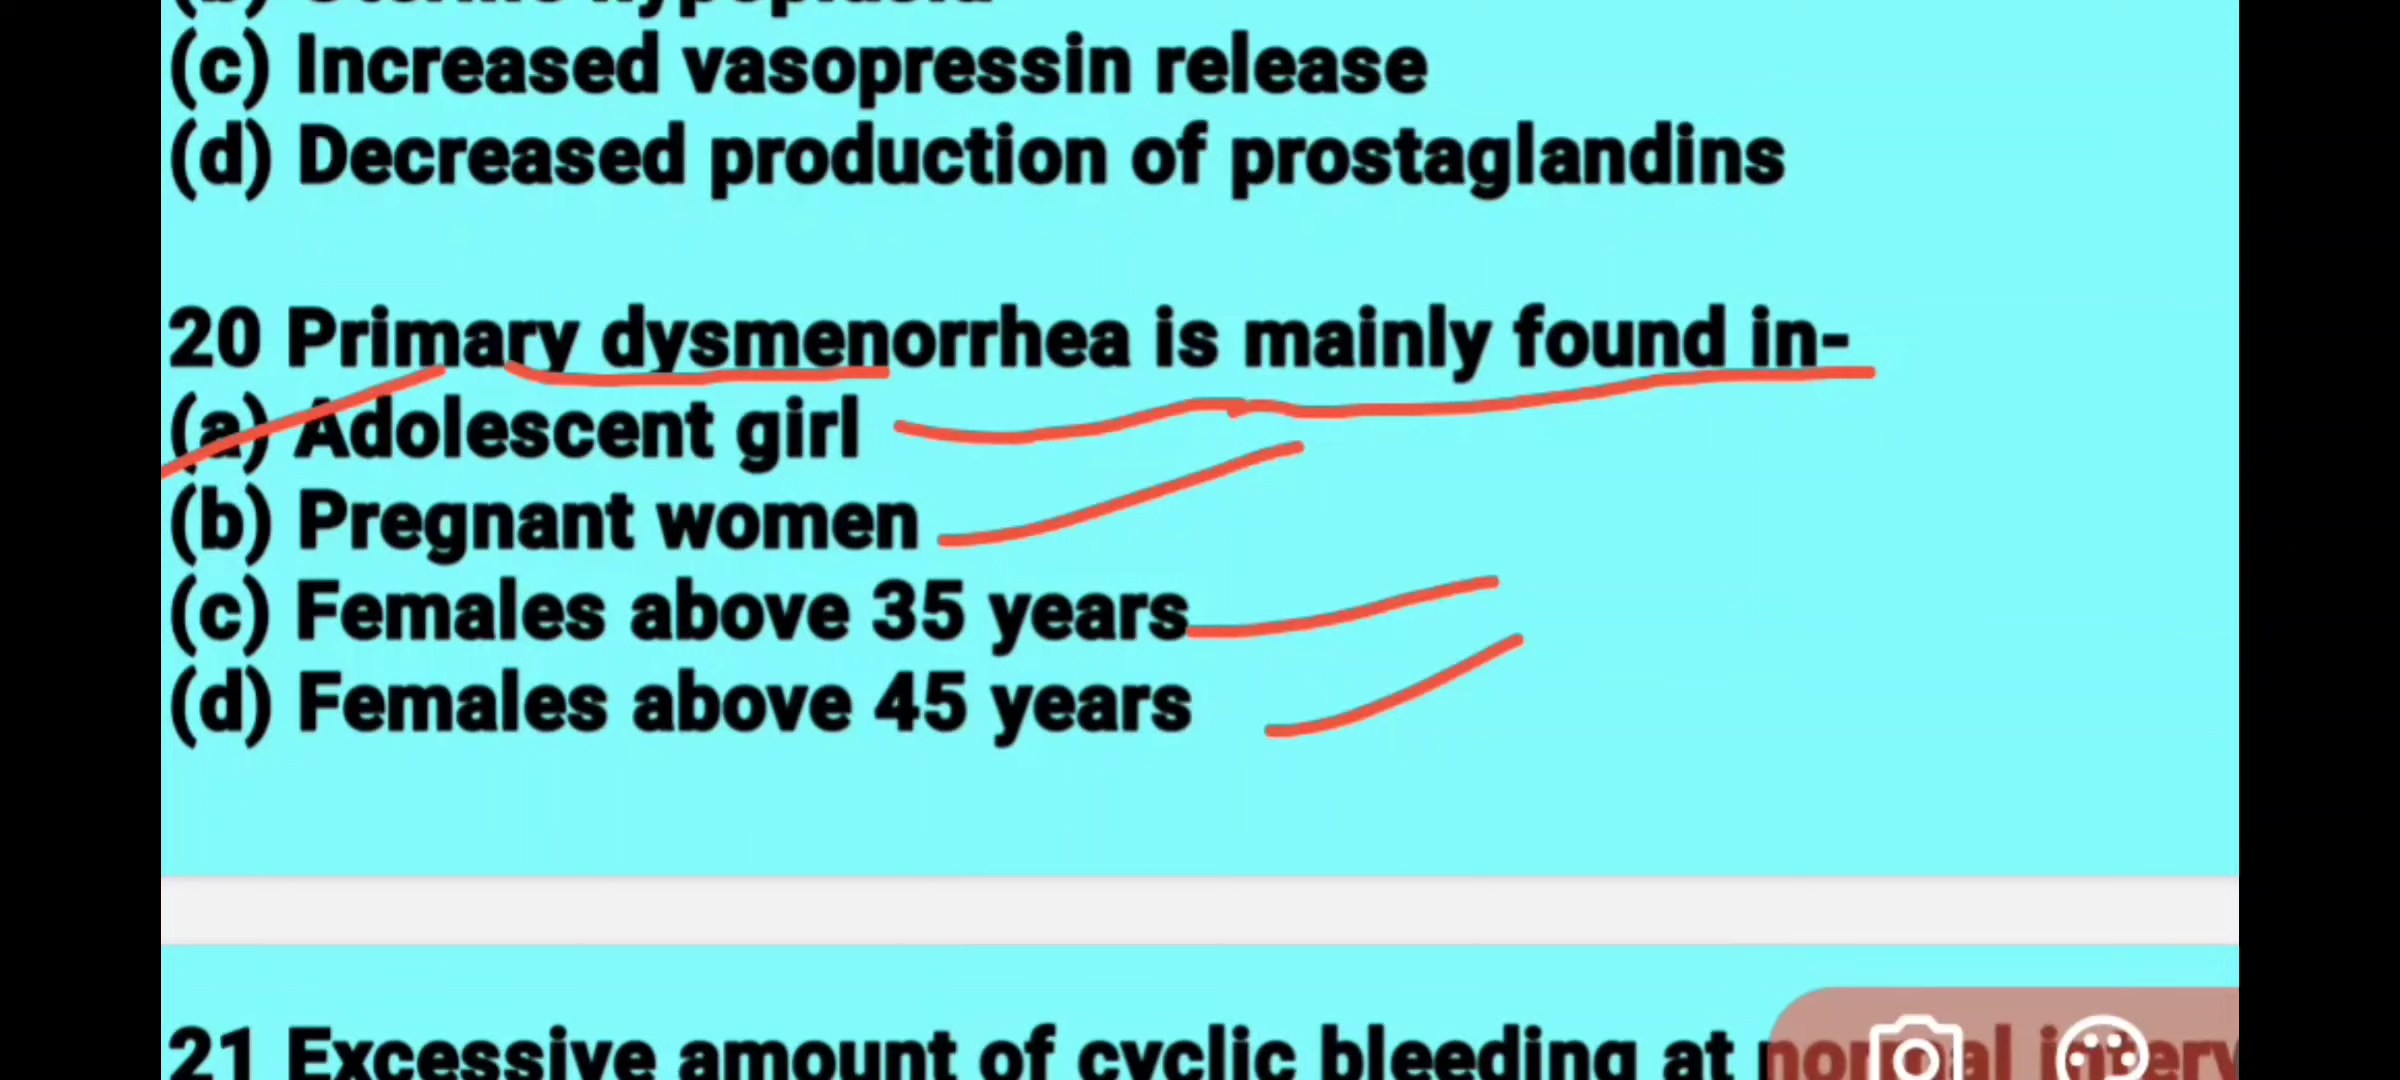 (c) Increased vasopressin release
(d) Decreased production of prostaglandins
20 Primary dysmenorrhea is mainly found in-
(a) Adolescent girl
(b) Pregnant women
(c) Females above 35 years
(d) Females above 45 years
21 Excessive amount of cyclic bleeding at normal